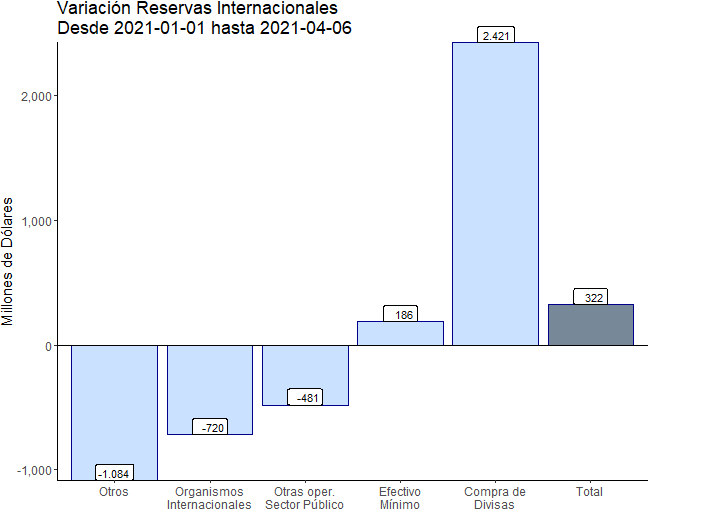 Variación Reservas Internacionales
Desde 2021-01-01 hasta 2021-04-06
Millones de Dólares
2,000
1,000
0
-1,000
-1.084
-720
-481
186
2.421
322
Otros
Organismos
Internacionales
Otras oper.
Sector Público
Efectivo
Mínimo
Compra de
Divisas
Total